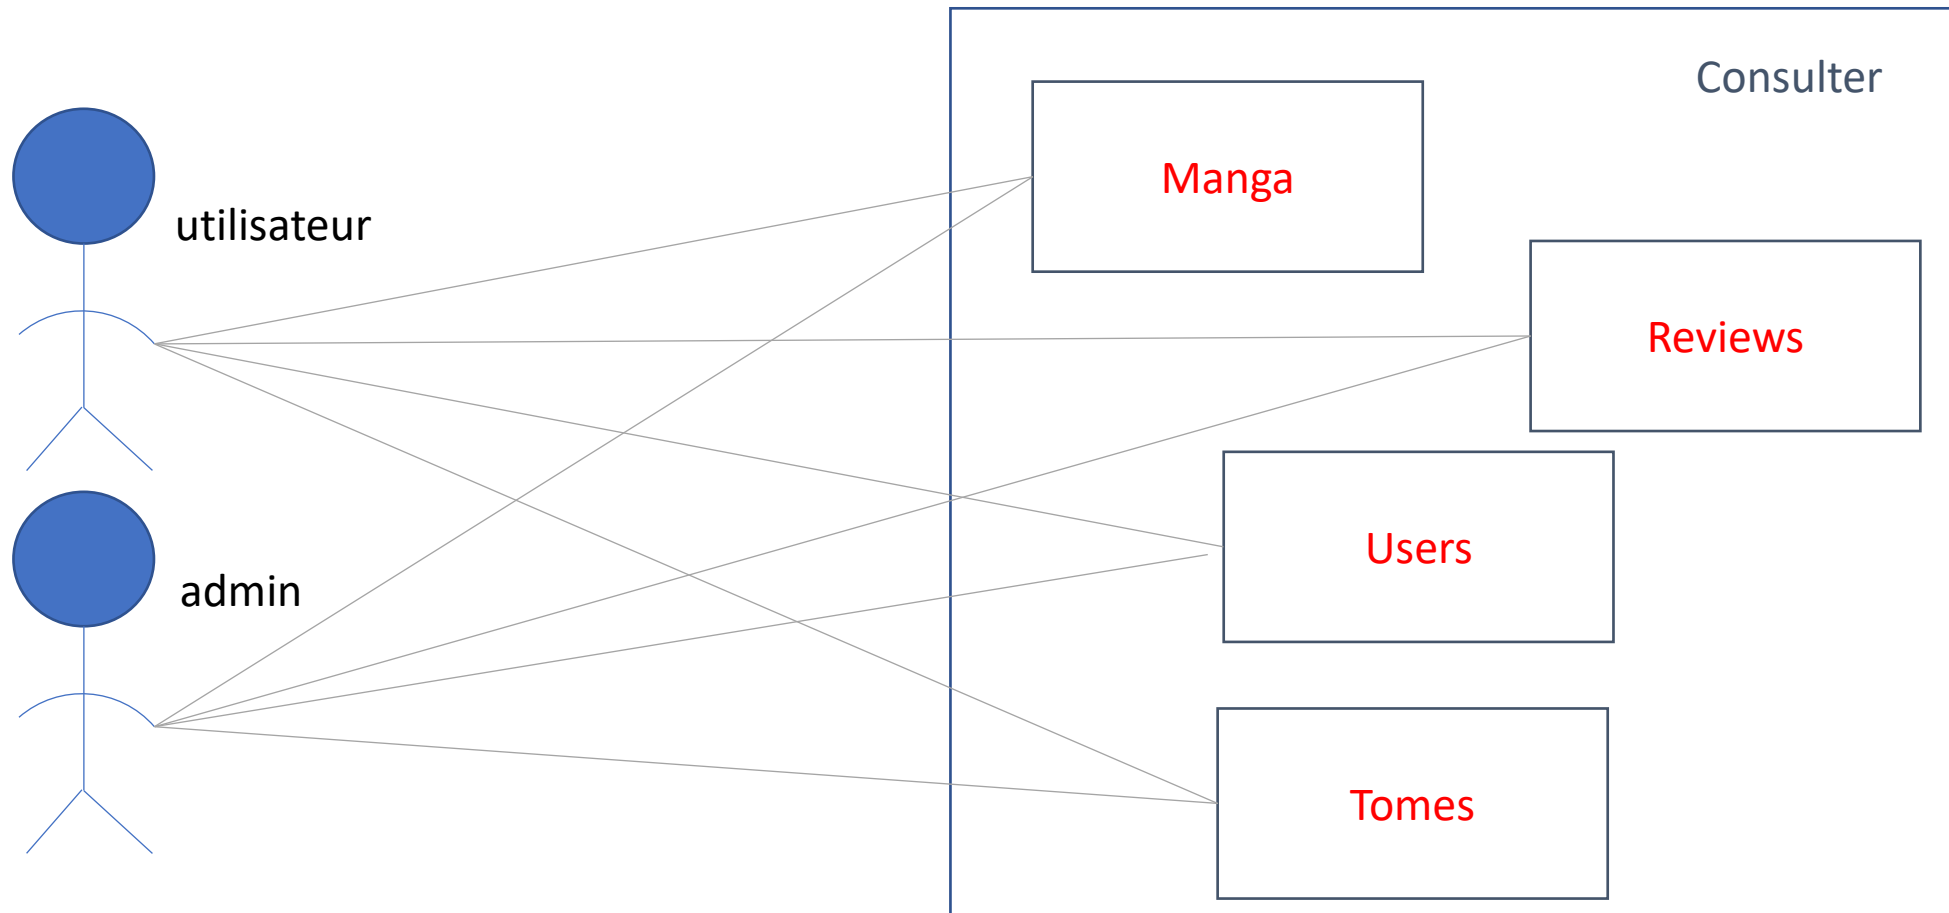 Consulter
Manga
utilisateur
Reviews
Users
admin
Tomes